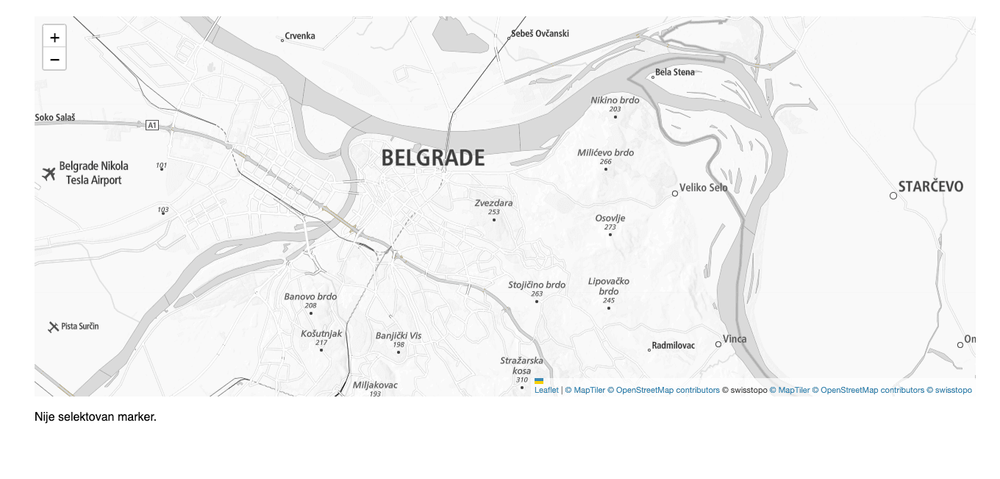 +
Crvenka
Sebeš Ovčanski
−
Bela Stena
Nikino brdo
203
Soko Salaš
A1
BELGRADE
Milićevo brdo
266
Belgrade Nikola
Tesla Airport
101
Veliko Selo
STARČEVO
Zvezdara
253
103
Osovlje
273
Stojičino brdo
263
Lipovačko
brdo
245
Banovo brdo
208
Pista Surčin
Košutnjak
217
Banjički Vis
198
Radmilovac
Vinca
Stražarska
kosa
310
Miljakovac
193
Leaflet | © MapTiler © OpenStreetMap contributors © swisstopo © MapTiler © OpenStreetMap contributors © swisstopo
Nije selektovan marker.